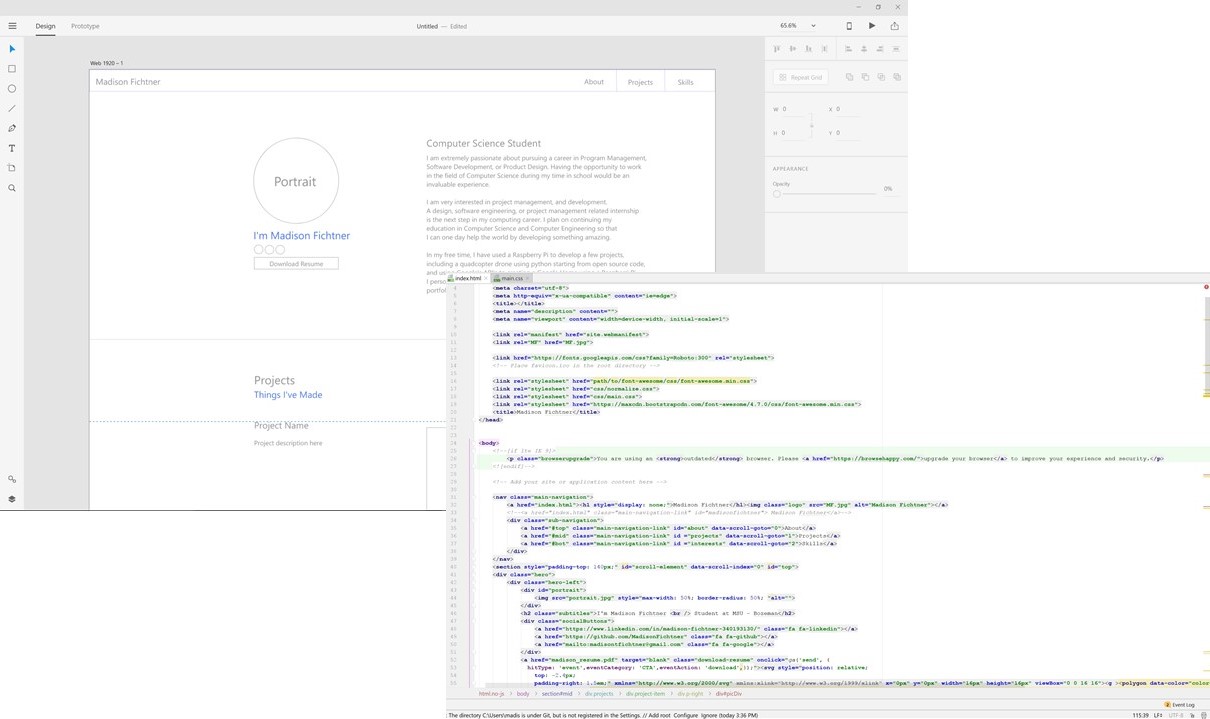 Design
Prototype
Untitled — Edited
65.6%
Web 1920 – 1
Madison Fichtner
About
Projects
Skills
Portrait
I'm Madison Fichtner
Download Resume
Computer Science Student
I am extremely passionate about pursuing a career in Program Management,
Software Development, or Product Design. Having the opportunity to work
in the field of Computer Science during my time in school would be an
invaluable experience.
I am very interested in project management, and development.
A design, software engineering, or project management related internship
is the next step in my computing career. I plan on continuing my
education in Computer Science and Computer Engineering so that
I can one day help the world by developing something amazing.
In my free time, I have used a Raspberry Pi to develop a few projects,
including a quadcopter drone using python starting from open source code,
I perso
portfol
Projects
Things I've Made
Project Name
Project description here
Repeat Grid
W 0
X 0
H 0
Y 0
APPEARANCE
Opacity
0%
index.html
main.css
4 <meta charset="utf-8">
5 <meta http-equiv="x-ua-compatible" content="ie=edge">
6 <title></title>
7 <meta name="description" content="">
8 <meta name="viewport" content="width=device-width, initial-scale=1">
9
10 <link rel="manifest" href="site.webmanifest">
11 <link rel="MF" href="MF.jpg">
12
13 <link href="https://fonts.googleapis.com/css?family=Roboto:300" rel="stylesheet">
14 <!-- Place favicon.ico in the root directory -->
15
16 <link rel="stylesheet" href="path/to/font-awesome/css/font-awesome.min.css">
17 <link rel="stylesheet" href="css/normalize.css">
18 <link rel="stylesheet" href="css/main.css">
19 <link rel="stylesheet" href="https://maxcdn.bootstrapcdn.com/font-awesome/4.7.0/css/font-awesome.min.css">
20 <title>Madison Fichtner</title>
21 </head>
22
23
24 <body>
25 <!--[if lte IE 9]>
26 <p class="browserupgrade">You are using an <strong>outdated</strong> browser. Please <a href="https://browsehappy.com/">upgrade your browser</a> to improve your experience and security.</p>
27 <![endif]-->
28
29 <!-- Add your site or application content here -->
30
31 <nav class="main-navigation">
32 <a href="index.html"><h1 style="display: none;">Madison Fichtner</h1><img class="logo" src="MF.jpg" alt="Madison Fichtner"></a>
33 <!--<a href="index.html" class="main-navigation-link" id="madisonfichtner"> Madison Fichtner</a>-->
34 <div class="sub-navigation">
35 <a href="#top" class="main-navigation-link" id="about" data-scroll-goto="0">About</a>
36 <a href="#mid" class="main-navigation-link" id ="projects" data-scroll-goto="1">Projects</a>
37 <a href="#bot" class="main-navigation-link" id ="interests" data-scroll-goto="2">Skills</a>
38 </div>
39 </nav>
40 <section style="padding-top: 140px;" id="scroll-element" data-scroll-index="0" id="top">
41 <div class="hero">
42 <div class="hero-left">
43 <div id="portrait">
44 <img src="portrait.jpg" style="max-width: 50%; border-radius: 50%; "alt="">
45 </div>
46 <h2 class="subtitles">I'm Madison Fichtner <br /> Student at MSU - Bozeman</h2>
47 <div class="socialButtons">
48 <a href="https://www.linkedin.com/in/madison-fichtner-340193130/" class="fa fa-linkedin"></a>
49 <a href="https://github.com/MadisonFichtner" class="fa fa-github"></a>
50 <a href="mailto:madisontfichtner@gmail.com" class="fa fa-google"></a>
51 </div>
52 <a href="madison_resume.pdf" target="blank" class="download-resume" onclick="ga('send', {
53 hitType: 'event',eventCategory: 'CTA',eventAction: 'download',});"><svg style="position: relative;
54 top: -2.4px;
55 padding-right: 1.5em;" xmlns="http://www.w3.org/2000/svg" xmlns:xlink="http://www.w3.org/1999/xlink" x="0px" y="0px" width="16px" height="16px" viewBox="0 0 16 16"><g ><polygon data-color="color
html.no-js
body
section#mid
div.projects
div.project-item
div.p-right
div#picDiv
Event Log
The directory C:\Users\madis is under Git, but is not registered in the Settings. // Add root Configure Ignore (today 3:36 PM)
115:39 LF÷ UTF-8